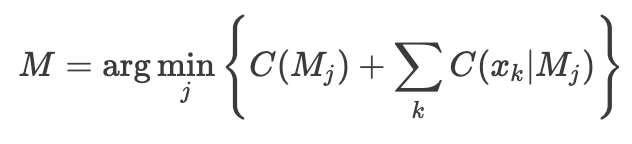 M = arg min_j { C(M_j) + ∑_k C(x_k|M_j) }